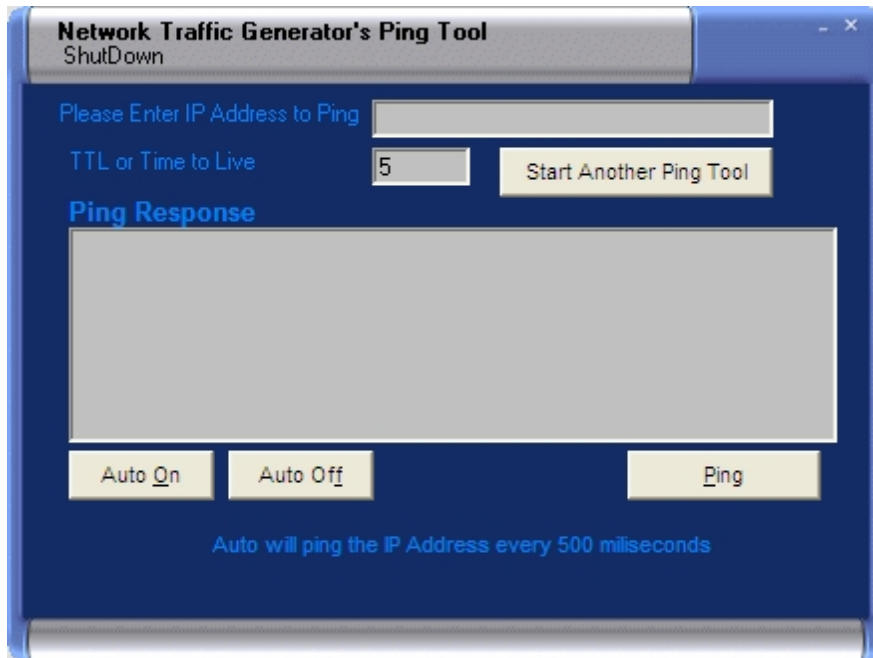 Network Traffic Generator's Ping Tool
ShutDown
Please Enter IP Address to Ping
TTL or Time to Live
5
Start Another Ping Tool
Ping Response
Auto On
Auto Off
Ping
Auto will ping the IP Address every 500 miliseconds